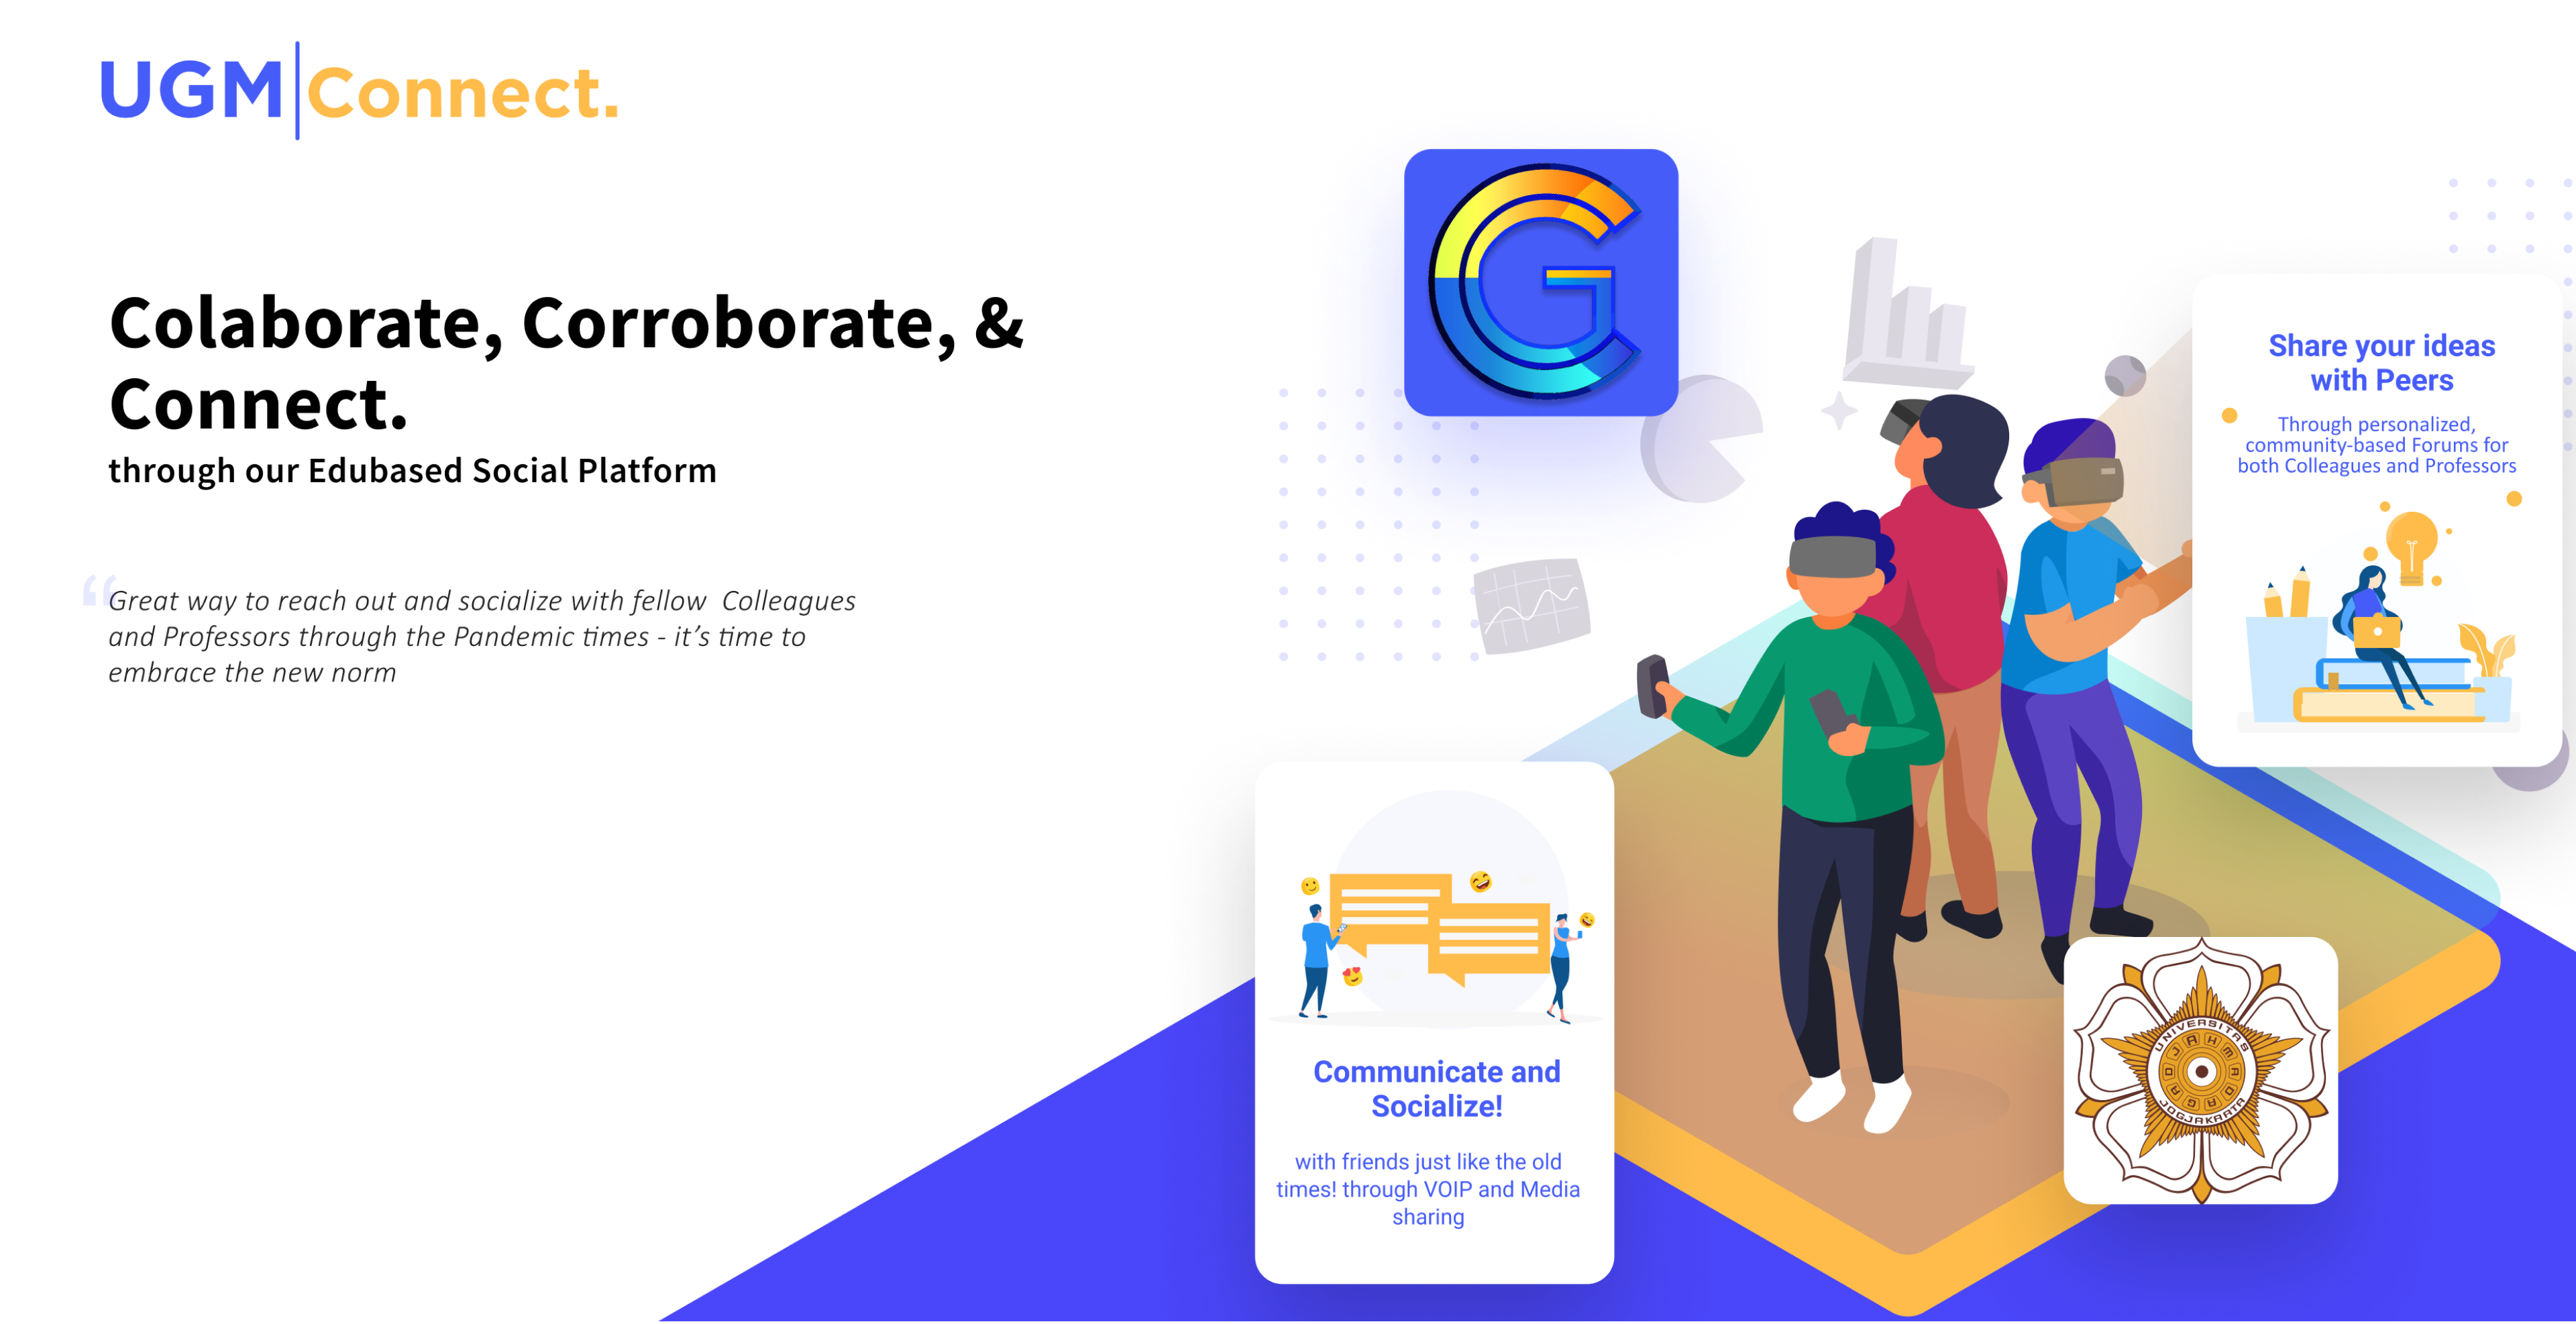 UGM Connect.
Colaborate, Corroborate, &
Connect.
through our Edubased Social Platform
“Great way to reach out and socialize with fellow Colleagues
and Professors through the Pandemic times - it’s time to
embrace the new norm
Share your ideas
with Peers
Through personalized,
community-based Forums for
both Colleagues and Professors
Communicate and
Socialize!
with friends just like the old
times! through VOIP and Media
sharing
UNIVERSITAS
GADJAH MADA
JOGJAKARTA